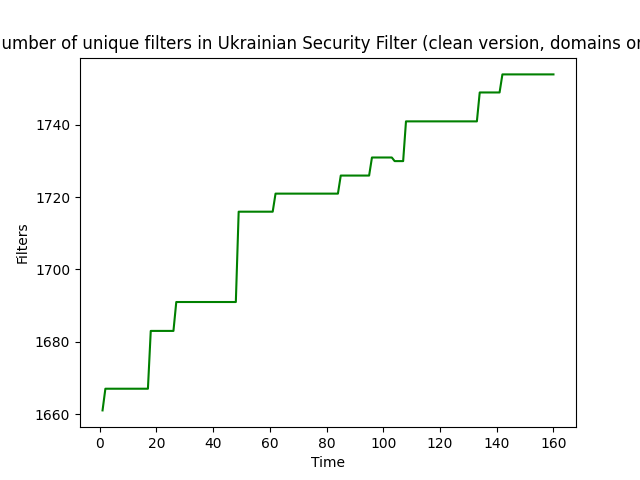 umber of unique filters in Ukrainian Security Filter (clean version, domains or
1740
1720
1700
1680
1660
Filters
0 20 40 60 80 100 120 140 160
Time